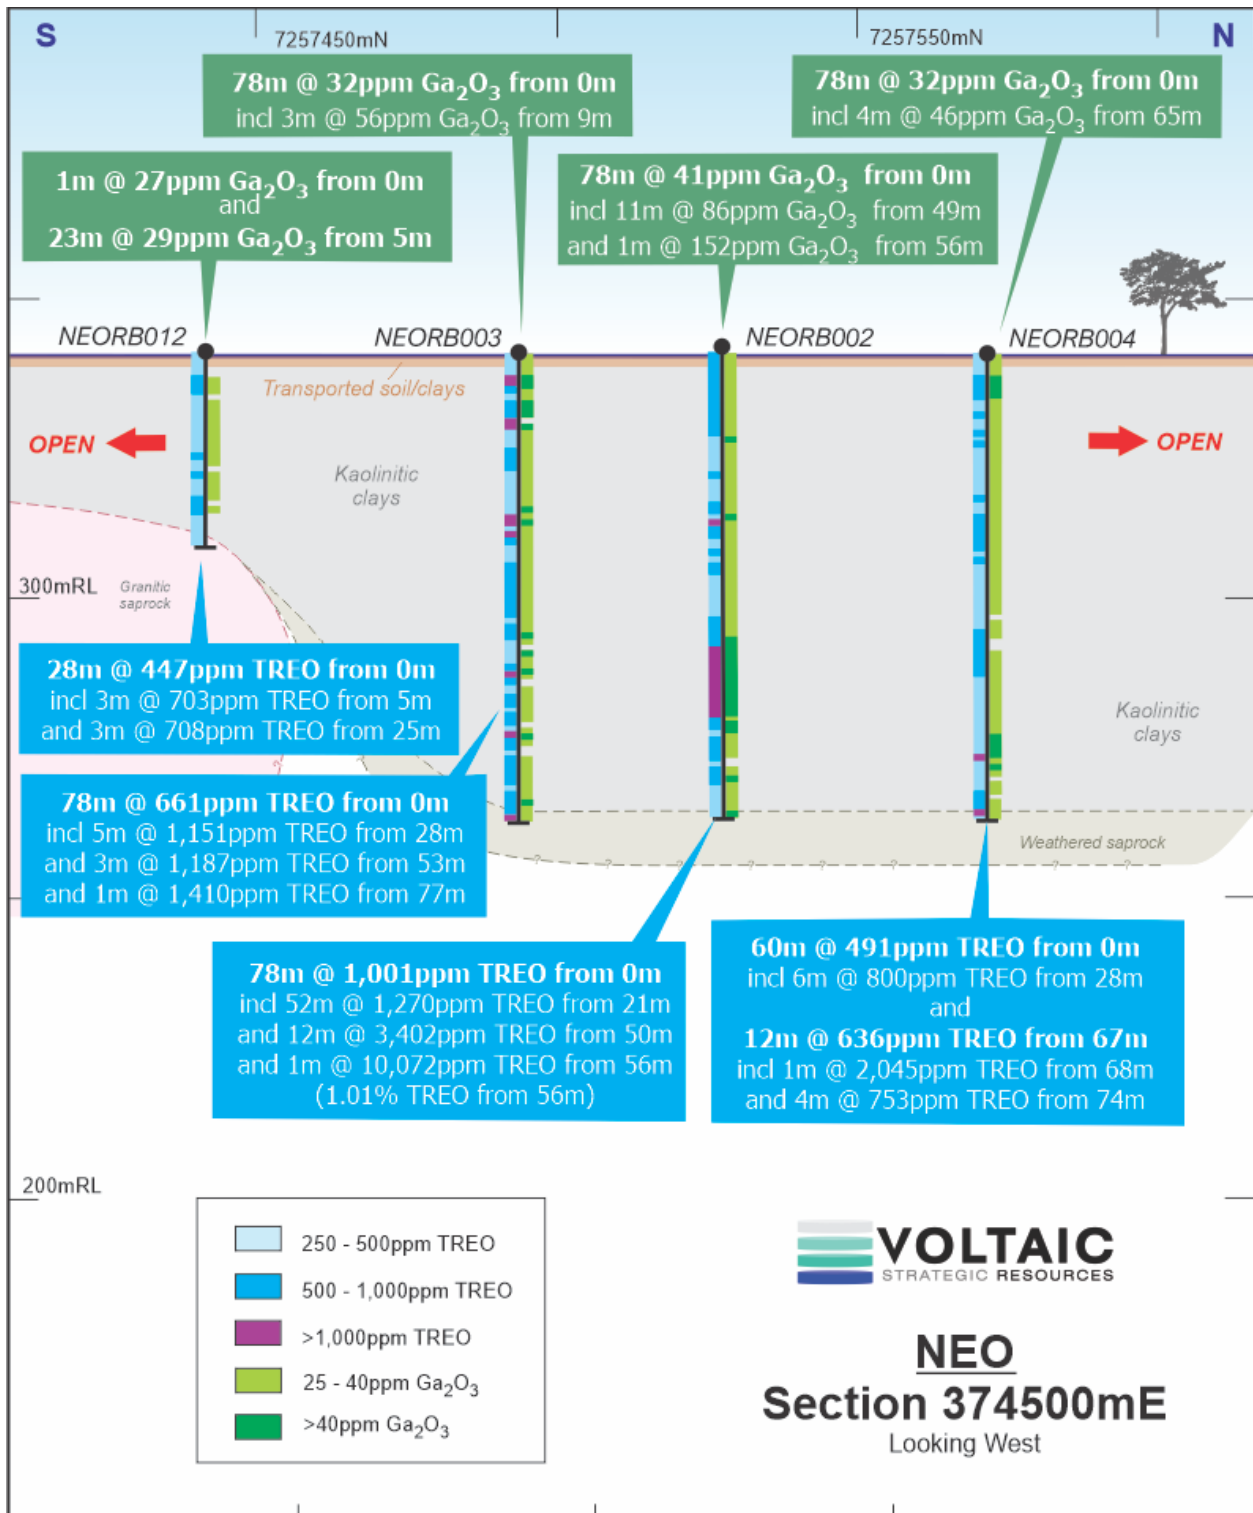 S
7257450mN
7257550mN
N
78m @ 32ppm Ga₂O₃ from 0m
incl 3m @ 56ppm Ga₂O₃ from 9m
78m @ 32ppm Ga₂O₃ from 0m
incl 4m @ 46ppm Ga₂O₃ from 65m
1m @ 27ppm Ga₂O₃ from 0m
and
23m @ 29ppm Ga₂O₃ from 5m
78m @ 41ppm Ga₂O₃ from 0m
incl 11m @ 86ppm Ga₂O₃ from 49m
and 1m @ 152ppm Ga₂O₃ from 56m
NEORB012
NEORB003
NEORB002
NEORB004
Transported soil/clays
OPEN
OPEN
Kaolinitic
clays
300mRL
Granitic
saprock
28m @ 447ppm TREO from 0m
incl 3m @ 703ppm TREO from 5m
and 3m @ 708ppm TREO from 25m
Kaolinitic
clays
?
78m @ 661ppm TREO from 0m
incl 5m @ 1,151ppm TREO from 28m
and 3m @ 1,187ppm TREO from 53m
and 1m @ 1,410ppm TREO from 77m
Weathered saprock
? ? ? ? ? ? ? ?
78m @ 1,001ppm TREO from 0m
incl 52m @ 1,270ppm TREO from 21m
and 12m @ 3,402ppm TREO from 50m
and 1m @ 10,072ppm TREO from 56m
(1.01% TREO from 56m)
60m @ 491ppm TREO from 0m
incl 6m @ 800ppm TREO from 28m
and
12m @ 636ppm TREO from 67m
incl 1m @ 2,045ppm TREO from 68m
and 4m @ 753ppm TREO from 74m
200mRL
250 - 500ppm TREO
500 - 1,000ppm TREO
>1,000ppm TREO
25 - 40ppm Ga₂O₃
>40ppm Ga₂O₃
VOLTAIC
STRATEGIC RESOURCES
NEO
Section 374500mE
Looking West